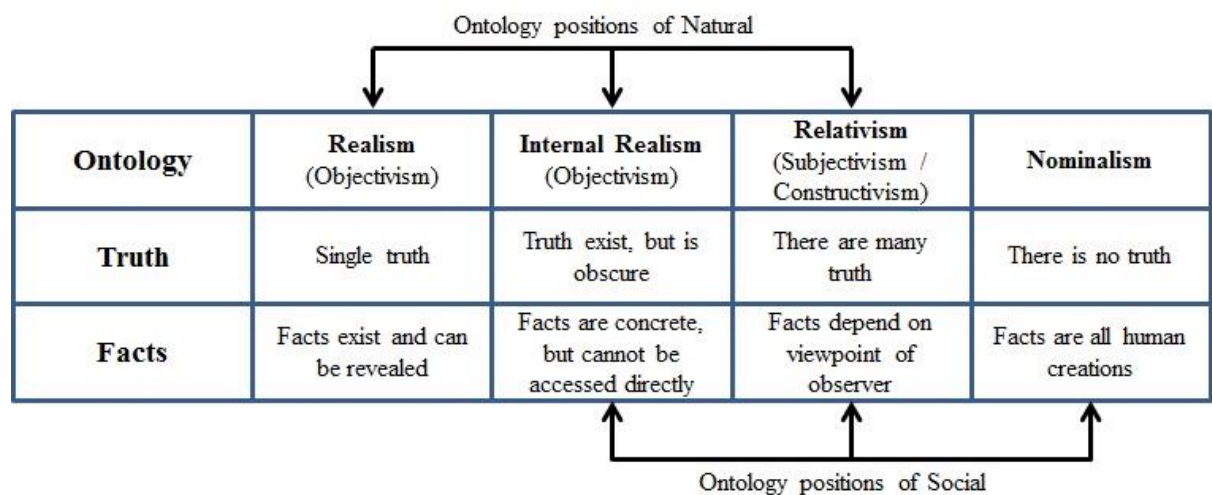 Ontology positions of Natural
Ontology
Realism
(Objectivism)
Internal Realism
(Objectivism)
Relativism
(Subjectivism /
Constructivism)
Nominalism
Truth
Single truth
Truth exist, but is
obscure
There are many
truth
There is no truth
Facts
Facts exist and can
be revealed
Facts are concrete,
but cannot be
accessed directly
Facts depend on
viewpoint of
observer
Facts are all human
creations
Ontology positions of Social